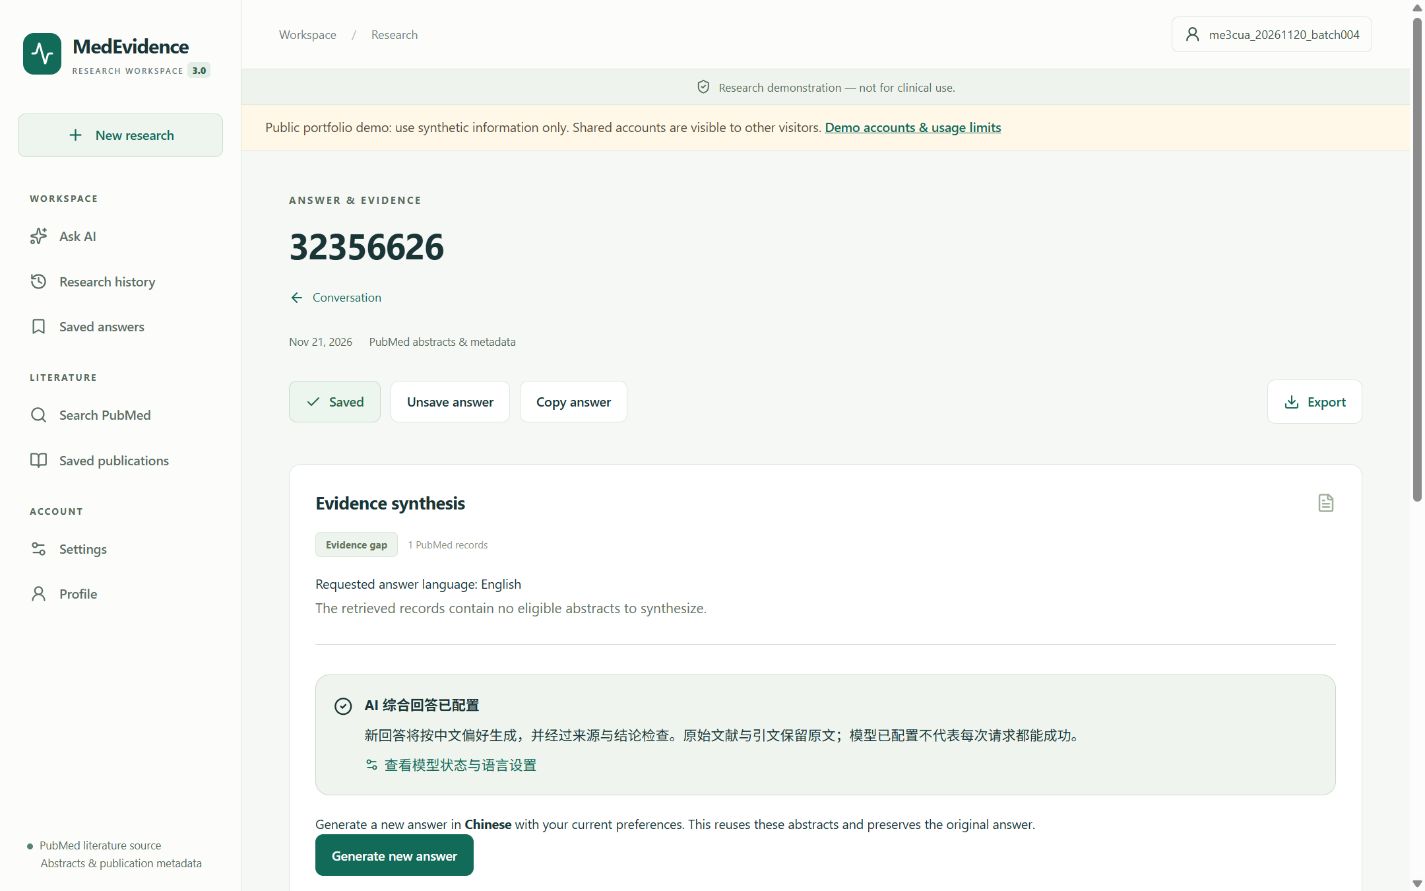 MedEvidence
RESEARCH WORKSPACE 3.0
New research
WORKSPACE
Ask AI
Research history
Saved answers
LITERATURE
Search PubMed
Saved publications
ACCOUNT
Settings
Profile
PubMed literature source
Abstracts & publication metadata
Workspace / Research
me3cua_20261120_batch004
Research demonstration — not for clinical use.
Public portfolio demo: use synthetic information only. Shared accounts are visible to other visitors. Demo accounts & usage limits
ANSWER & EVIDENCE
32356626
Conversation
Nov 21, 2026 PubMed abstracts & metadata
Saved
Unsave answer
Copy answer
Export
Evidence synthesis
Evidence gap 1 PubMed records
Requested answer language: English
The retrieved records contain no eligible abstracts to synthesize.
AI 综合回答已配置
新回答将按中文偏好生成，并经过来源与结论检查。原始文献与引文保留原文；模型已配置不代表每次请求都能成功。
查看模型状态与语言设置
Generate a new answer in Chinese with your current preferences. This reuses these abstracts and preserves the original answer.
Generate new answer